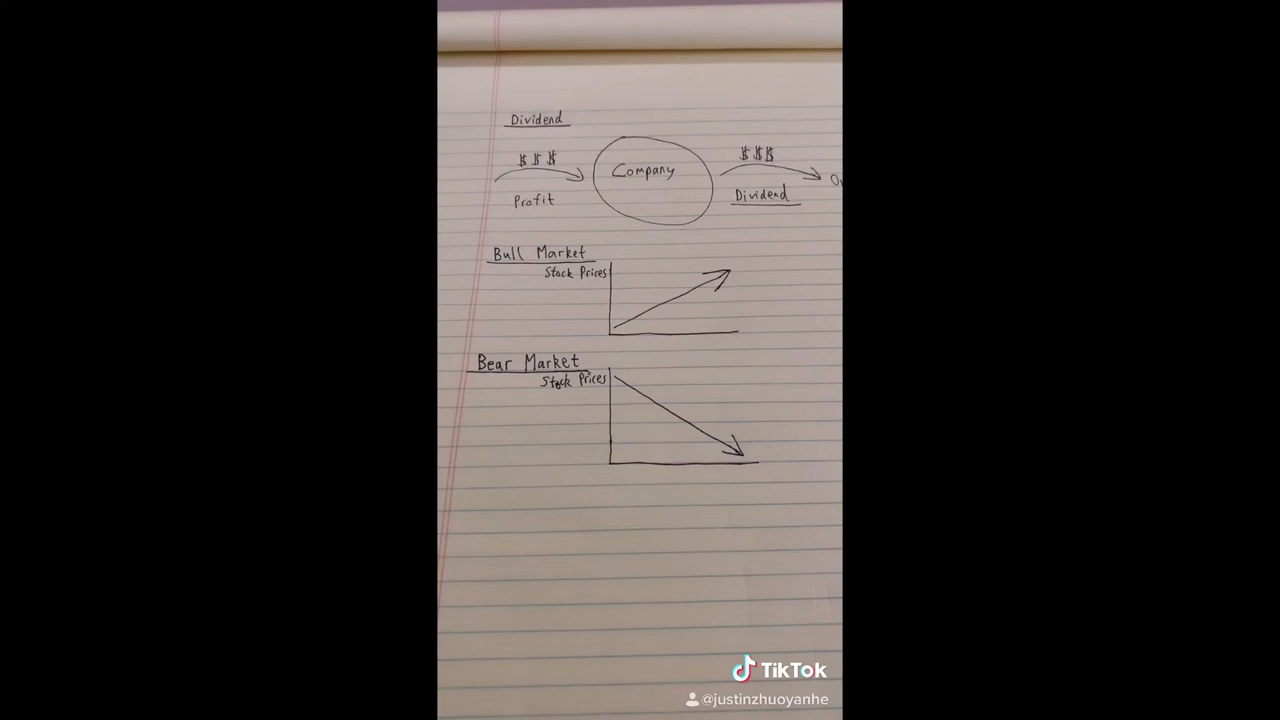 Dividend
$ $ $
Company
$ $ $
Profit
Dividend
Bull Market
Stock Prices
Bear Market
Stock Prices
TikTok
@justinzhuoyanhe